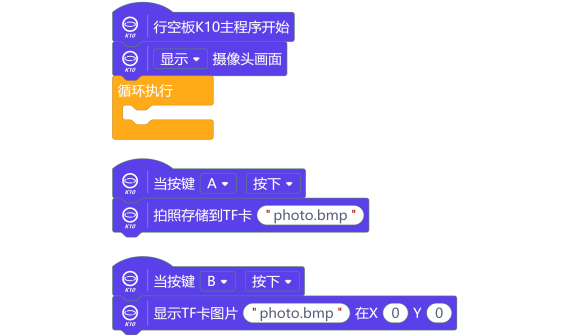 K10 行空板K10主程序开始
K10 显示 摄像头画面
循环执行
K10 当按键 A 按下
K10 拍照存储到TF卡 "photo.bmp"
K10 当按键 B 按下
K10 显示TF卡图片 "photo.bmp" 在X 0 Y 0